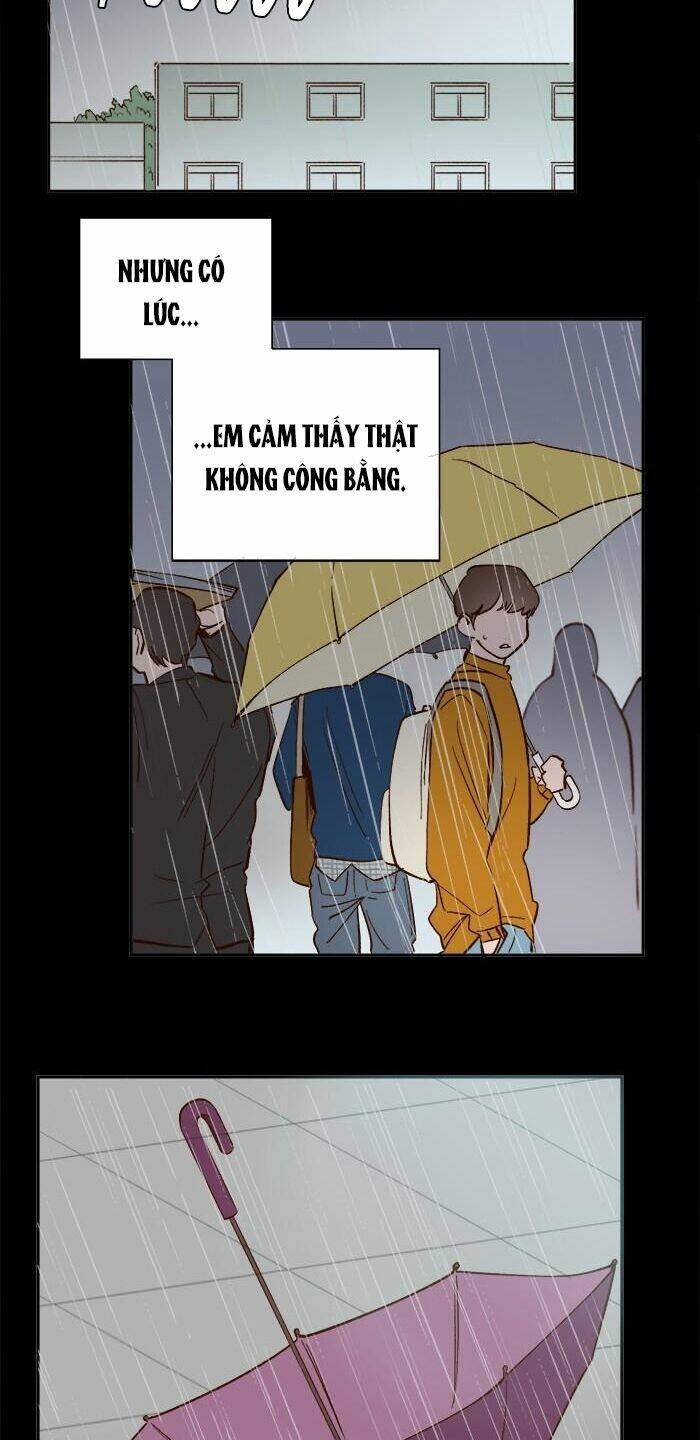 NHƯNG CÓ
LÚC...
...EM CẢM THẤY THẬT
KHÔNG CÔNG BẰNG.